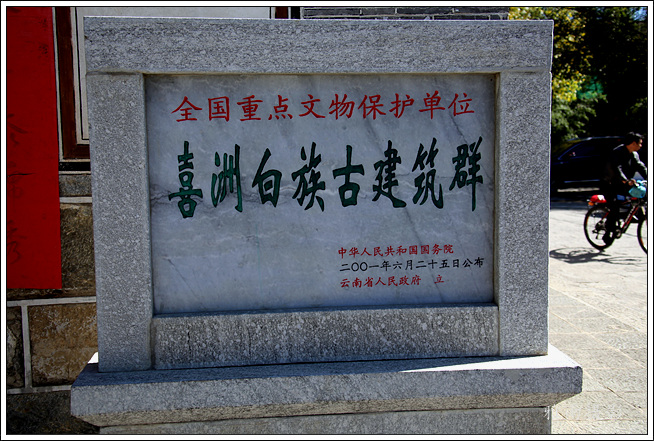 全国重点文物保护单位
喜洲白族古建筑群
中华人民共和国国务院
二〇〇一年六月二十五日公布
云南省人民政府 立